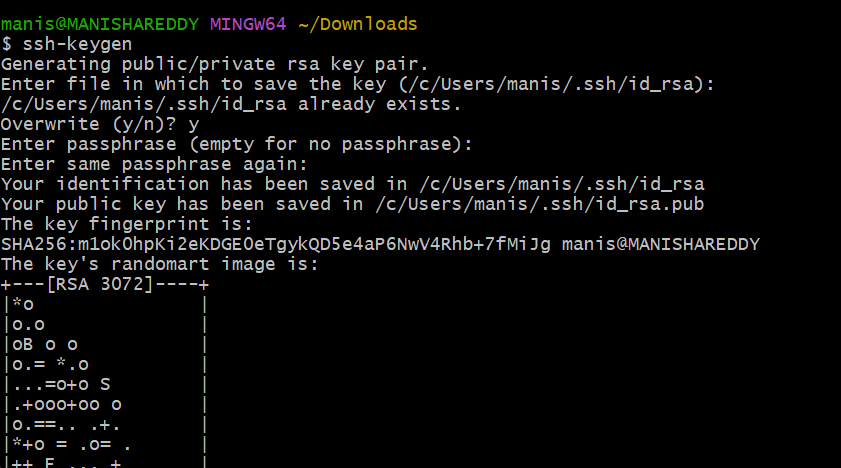 manis@MANISHAREDDY MINGW64 ~/Downloads
$ ssh-keygen
Generating public/private rsa key pair.
Enter file in which to save the key (/c/Users/manis/.ssh/id_rsa):
/c/Users/manis/.ssh/id_rsa already exists.
Overwrite (y/n)? y
Enter passphrase (empty for no passphrase):
Enter same passphrase again:
Your identification has been saved in /c/Users/manis/.ssh/id_rsa
Your public key has been saved in /c/Users/manis/.ssh/id_rsa.pub
The key fingerprint is:
SHA256:m1okOhpKi2eKDGEOeTgykQD5e4aP6NwV4Rhb+7fMiJg manis@MANISHAREDDY
The key's randomart image is:
+---[RSA 3072]----+
|*o               |
|o.o              |
|oB o o           |
|o.= *.o          |
|...=o+o S        |
|.+ooo+oo o       |
|o.==.. .+.       |
|*+o = .o= .      |
|++ E ... +       |